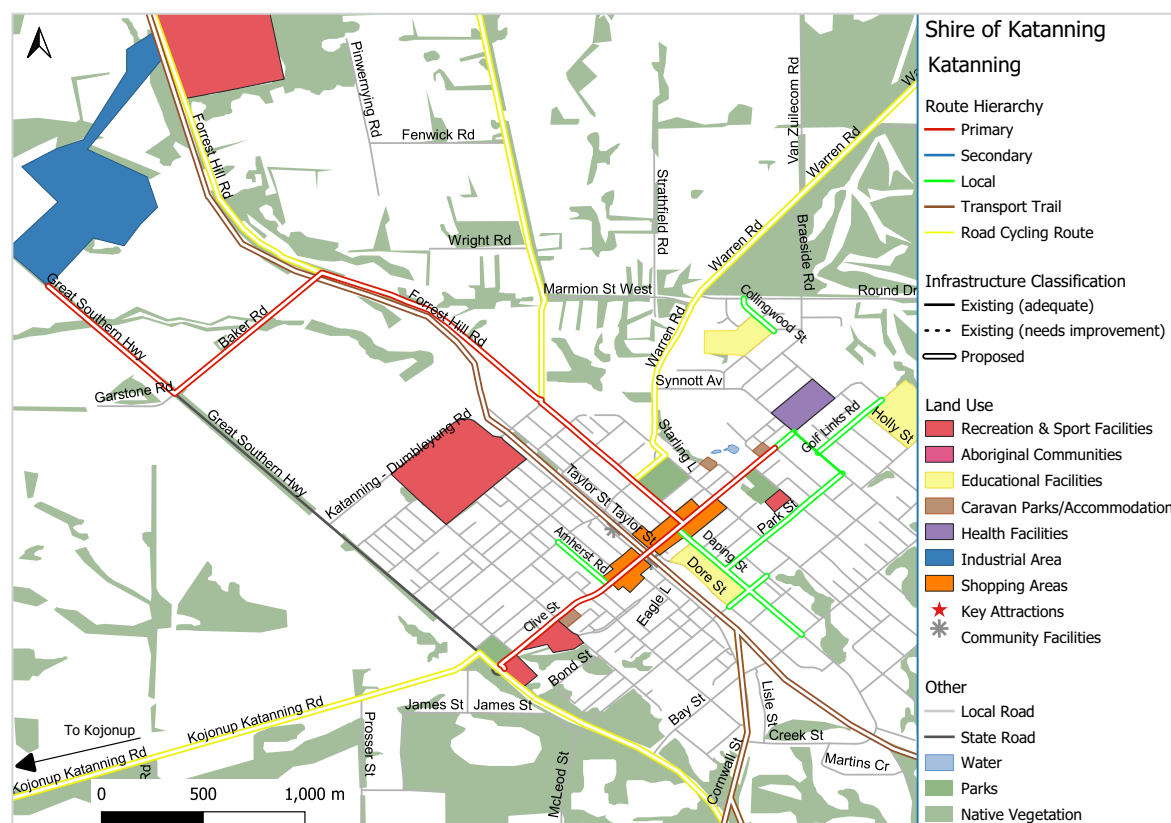 Shire of Katanning
Katanning
Route Hierarchy
Primary
Secondary
Local
Transport Trail
Road Cycling Route
Infrastructure Classification
Existing (adequate)
Existing (needs improvement)
Proposed
Land Use
Recreation & Sport Facilities
Aboriginal Communities
Educational Facilities
Caravan Parks/Accommodation
Health Facilities
Industrial Area
Shopping Areas
Key Attractions
Community Facilities
Other
Local Road
State Road
Water
Parks
Native Vegetation
Pinwernying Rd
Fenwick Rd
Forrest Hill Rd
Wright Rd
Strathfield Rd
Van Zuilecom Rd
Warren Rd
Wa
Warren Rd
Braeside Rd
Marmion St West
Round Dr
Great Southern Hwy
Baker Rd
Forrest Hill Rd
Collingwood St
Warren Rd
Synnott Av
Garstone Rd
Great Southern Hwy
Katanning - Dumbleyung Rd
Starling L
Golf Links Rd
Holly St
Taylor St
Taylor St
Park St
Daping St
Amherst Rd
Dore St
Eagle L
Clive St
Bond St
James St
James St
Bay St
Lisle St
Creek St
Martins Cr
Cornwall St
McLeod St
Prosser St
Kojonup Katanning Rd
To Kojonup
Kojonup Katanning Rd
Rd
0 500 1,000 m